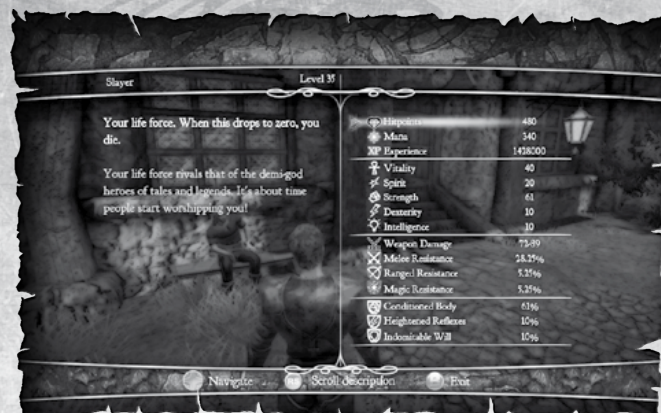 Slayer
Level 35
Your life force. When this drops to zero, you
die.
Your life force rivals that of the demi-god
heroes of tales and legends. It's about time
people start worshipping you!
Hitpoints 480
Mana 340
XP Experience 1428000
Vitality 40
Spirit 20
Strength 61
Dexterity 10
Intelligence 10
Weapon Damage
Melee Resistance 28.25%
Ranged Resistance 5.25%
Magic Resistance 5.25%
Conditioned Body 61%
Heightened Reflexes 10%
Indomitable Will 10%
Navigate
Scroll description
Exit